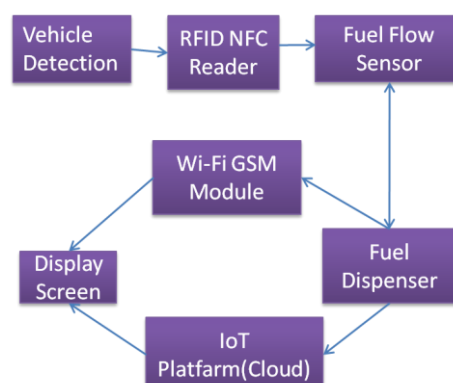 Vehicle
Detection
RFID NFC
Reader
Fuel Flow
Sensor
Wi-Fi GSM
Module
Display
Screen
Fuel
Dispenser
IoT
Platfarm(Cloud)